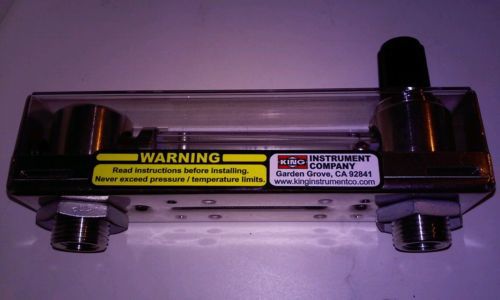 WARNING
Read instructions before installing.
Never exceed pressure / temperature limits.
KING
INSTRUMENT
COMPANY
Garden Grove, CA 92841
www.kinginstrumentco.com